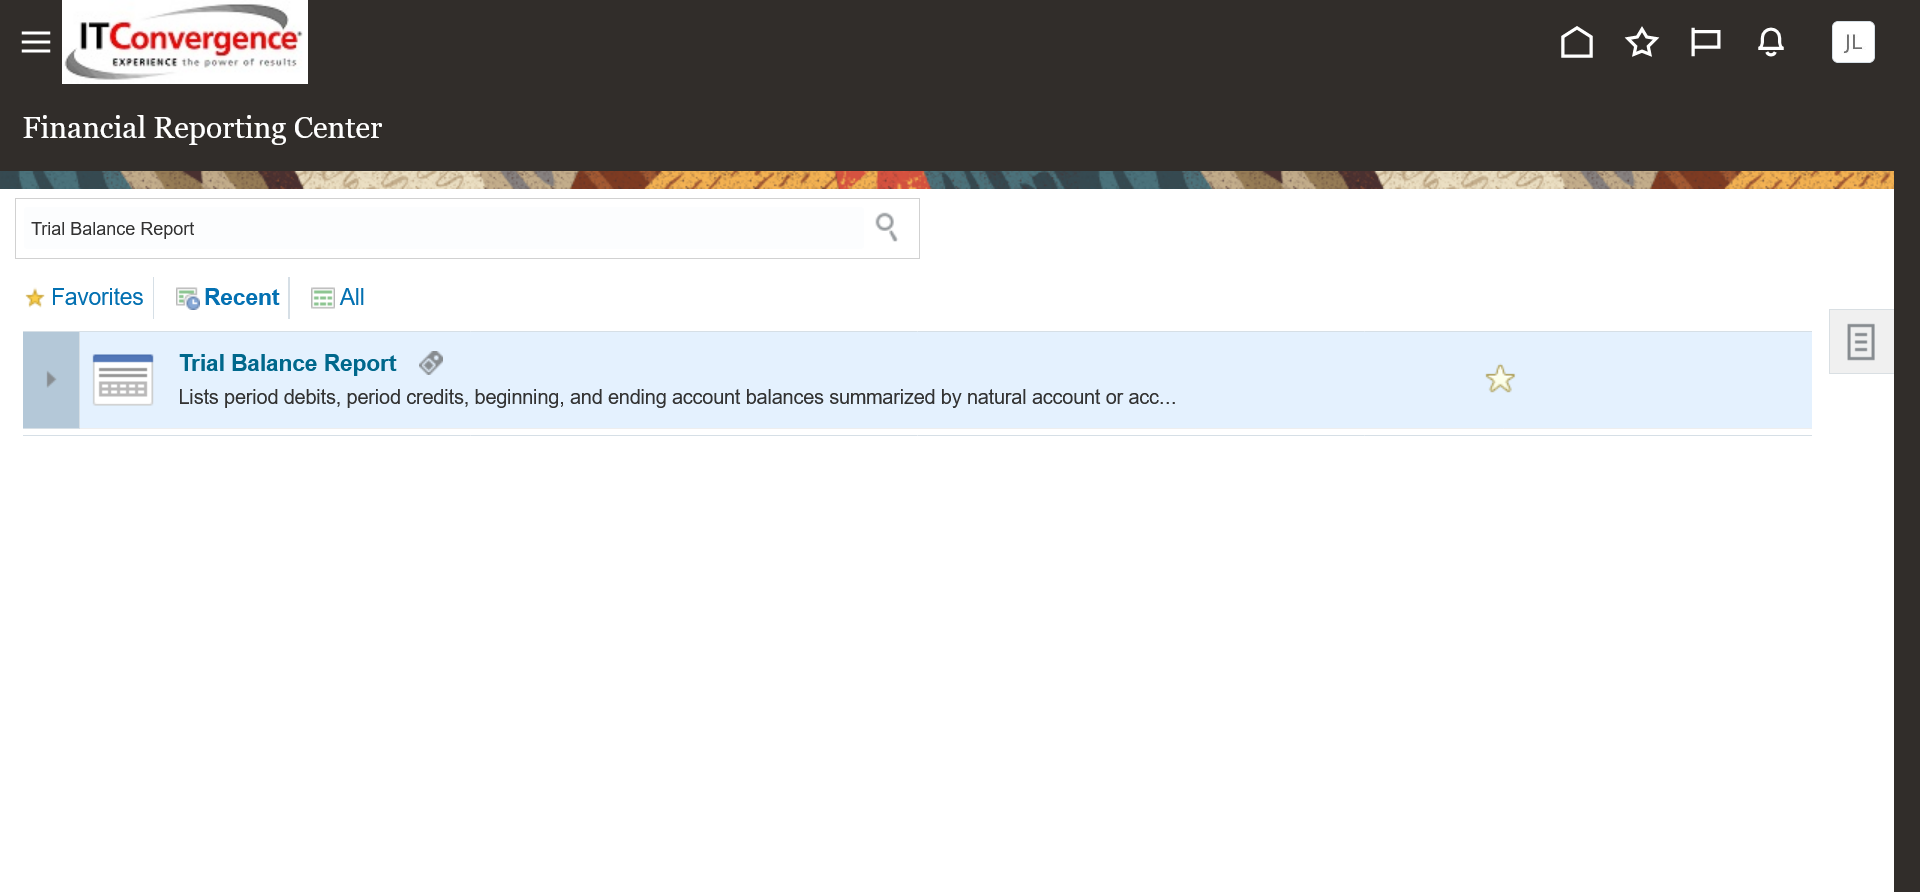 ITConvergence
EXPERIENCE the power of results
JL
Financial Reporting Center
Trial Balance Report
Favorites
Recent
All
Trial Balance Report
Lists period debits, period credits, beginning, and ending account balances summarized by natural account or acc...